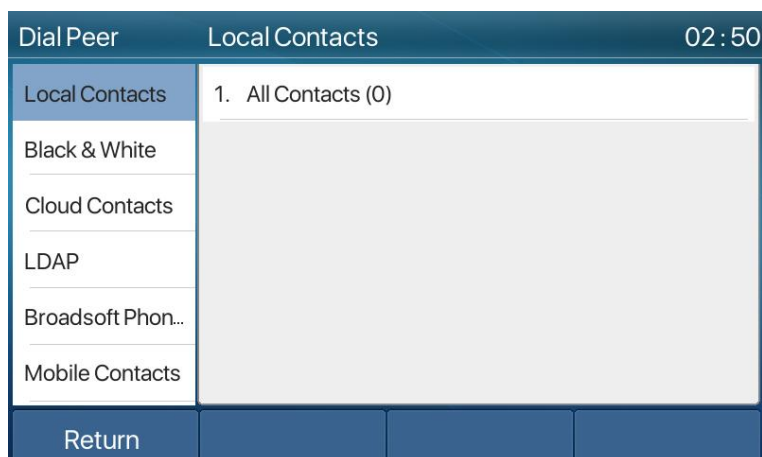 Dial Peer Local Contacts 02:50
Local Contacts
1. All Contacts (0)
Black & White
Cloud Contacts
LDAP
Broadsoft Phon...
Mobile Contacts
Return